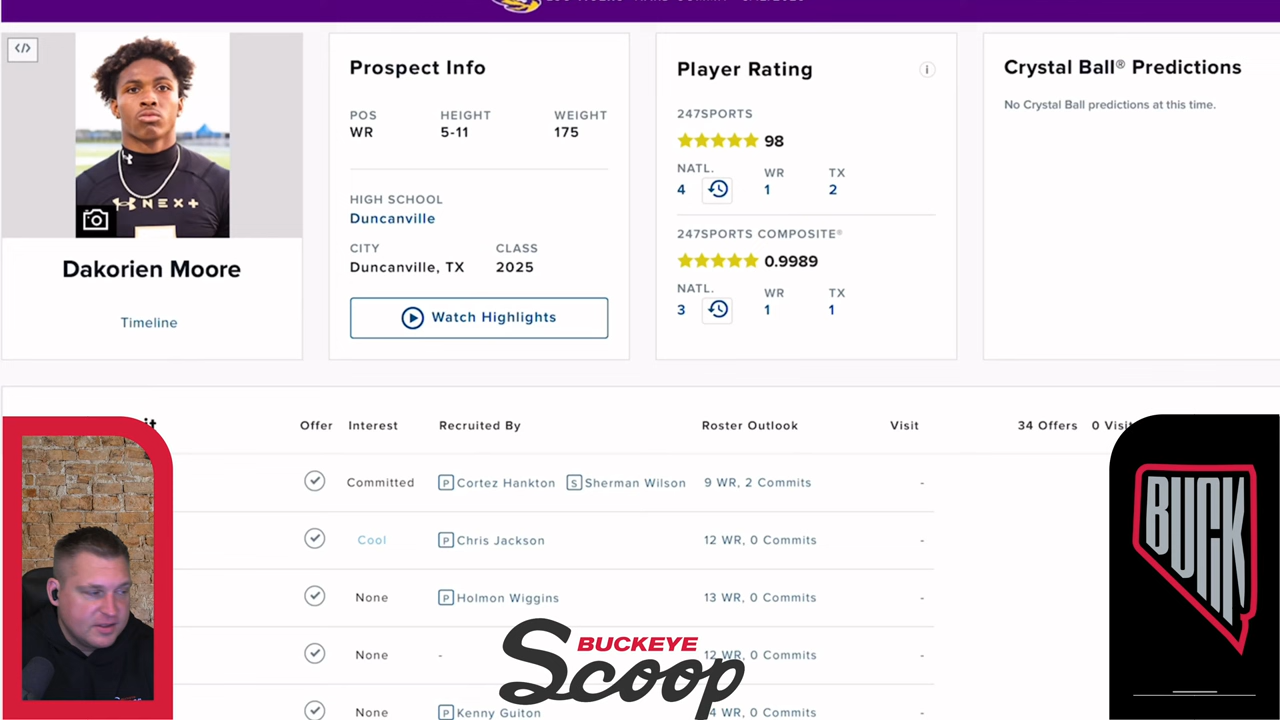 </>
NEXT
Dakorien Moore
Timeline
Prospect Info
POS HEIGHT WEIGHT
WR 5-11 175
HIGH SCHOOL
Duncanville
CITY CLASS
Duncanville, TX 2025
Watch Highlights
Player Rating i
247SPORTS
98
NATL. WR TX
4 1 2
247SPORTS COMPOSITE®
0.9989
NATL. WR TX
3 1 1
Crystal Ball® Predictions
No Crystal Ball predictions at this time.
Offer Interest Recruited By Roster Outlook Visit 34 Offers 0
Committed P Cortez Hankton S Sherman Wilson 9 WR, 2 Commits -
Cool P Chris Jackson 12 WR, 0 Commits -
None P Holmon Wiggins 13 WR, 0 Commits -
None - 12 WR, 0 Commits -
None P Kenny Guiton WR, 0 Commits -
BUCKEYE
Scoop
BUCK